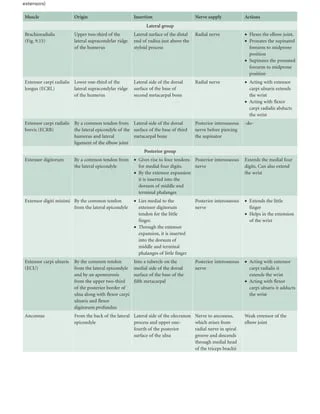 extensors)
Muscle Origin Insertion Nerve supply Actions
Lateral group
Brachioradialis
(Fig. 9.53)
Upper two-third of the
lateral supracondylar ridge
of the humerus
Lateral surface of the distal
end of radius just above the
styloid process
Radial nerve
• Flexes the elbow joint,
• Pronates the supinated
forearm to midprone
position
• Supinates the pronated
forearm to midprone
position
Extensor carpi radialis
longus (ECRL)
Lower one-third of the
lateral supracondylar ridge
of the humerus
Lateral side of the dorsal
surface of the base of
second metacarpal bone
Radial nerve
• Acting with extensor
carpi ulnaris extends
the wrist
• Acting with flexor
carpi radialis abducts
the wrist
Extensor carpi radialis
brevis (ECRB)
By a common tendon from
the lateral epicondyle of the
humerus and lateral
ligament of the elbow joint
Lateral side of the dorsal
surface of the base of third
metacarpal bone
Posterior interosseous
nerve before piercing
the supinator
-do-
Posterior group
Extensor digitorum
By a common tendon from
the lateral epicondyle
• Gives rise to four tendons
for medial four digits
• By the extensor expansion
it is inserted into the
dorsum of middle and
terminal phalanges
Posterior interosseous
nerve
Extends the medial four
digits. Can also extend
the wrist
Extensor digiti minimi
By the common tendon
from the lateral epicondyle
• Lies medial to the
extensor digitorum
tendon for the little
finger.
• Through the extensor
expansion, it is inserted
into the dorsum of
middle and terminal
phalanges of little finger
Posterior interosseous
nerve
• Extends the little
finger
• Helps in the extension
of the wrist
Extensor carpi ulnaris
(ECU)
By the common tendon
from the lateral epicondyle
and by an aponeurosis
from the upper two-third
of the posterior border of
ulna along with flexor carpi
ulnaris and flexor
digitorum profundus
Into a tubercle on the
medial side of the dorsal
surface of the base of the
fifth metacarpal
Posterior interosseous
nerve
• Acting with extensor
carpi radialis it
extends the wrist
• Acting with flexor
carpi ulnaris it adducts
the wrist
Anconeus
From the back of the lateral
epicondyle
Lateral side of the olecranon
process and upper one-
fourth of the posterior
surface of the ulna
Nerve to anconeus,
which arises from
radial nerve in spiral
groove and descends
through medial head
of the triceps brachii
Weak extensor of the
elbow joint